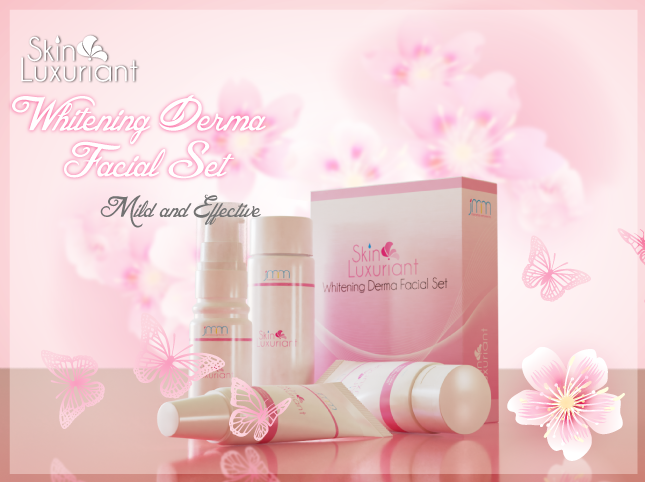 Skin
Luxuriant
Whitening Derma
Facial Set
Mild and Effective
Skin
Luxuriant
Whitening Derma Facial Set
Skin
Luxuriant
Luxuriant